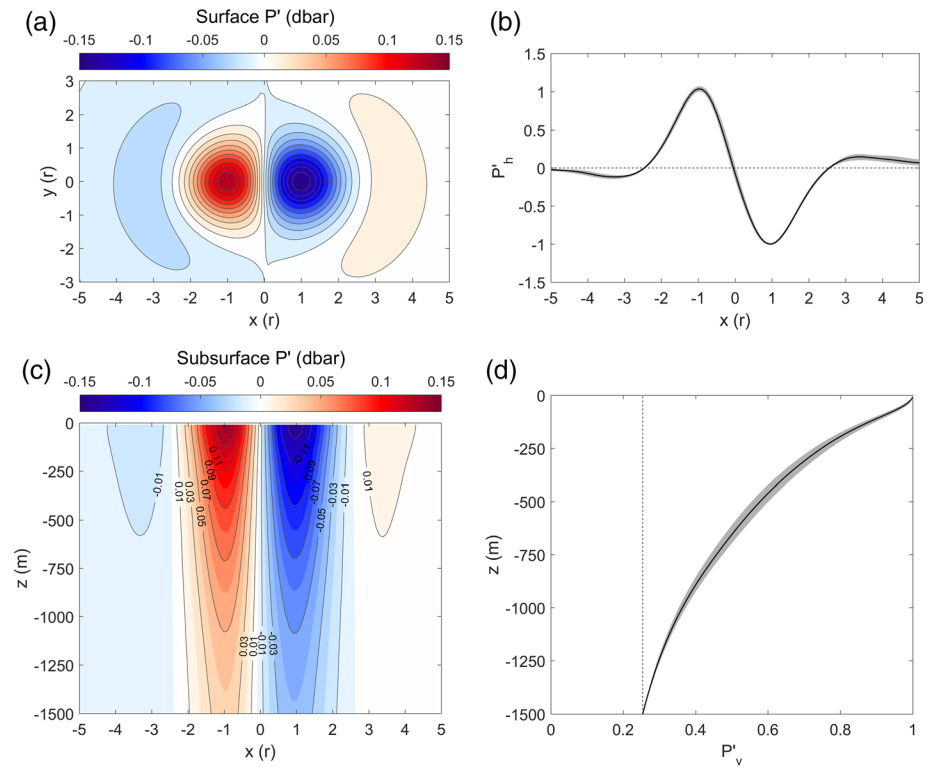 (a)
Surface P' (dbar)
-0.15 -0.1 -0.05 0 0.05 0.1 0.15
3
2
1
0
-1
-2
-3
y (r)
-5 -4 -3 -2 -1 0 1 2 3 4 5
x (r)
(b)
1.5
1
0.5
0
-0.5
-1
-1.5
P'h
-5 -4 -3 -2 -1 0 1 2 3 4 5
x (r)
(c)
Subsurface P' (dbar)
-0.15 -0.1 -0.05 0 0.05 0.1 0.15
0
-250
-500
-750
-1000
-1250
-1500
z (m)
-0.01
0.01
0.03
0.05
0.07
0.09
0.11
-0.11
-0.09
-0.07
-0.05
-0.03
-0.01
0.01
0.03
0.01
-0.01
-0.03
-5 -4 -3 -2 -1 0 1 2 3 4 5
x (r)
(d)
0
-250
-500
-750
-1000
-1250
-1500
z (m)
0 0.2 0.4 0.6 0.8 1
P'v